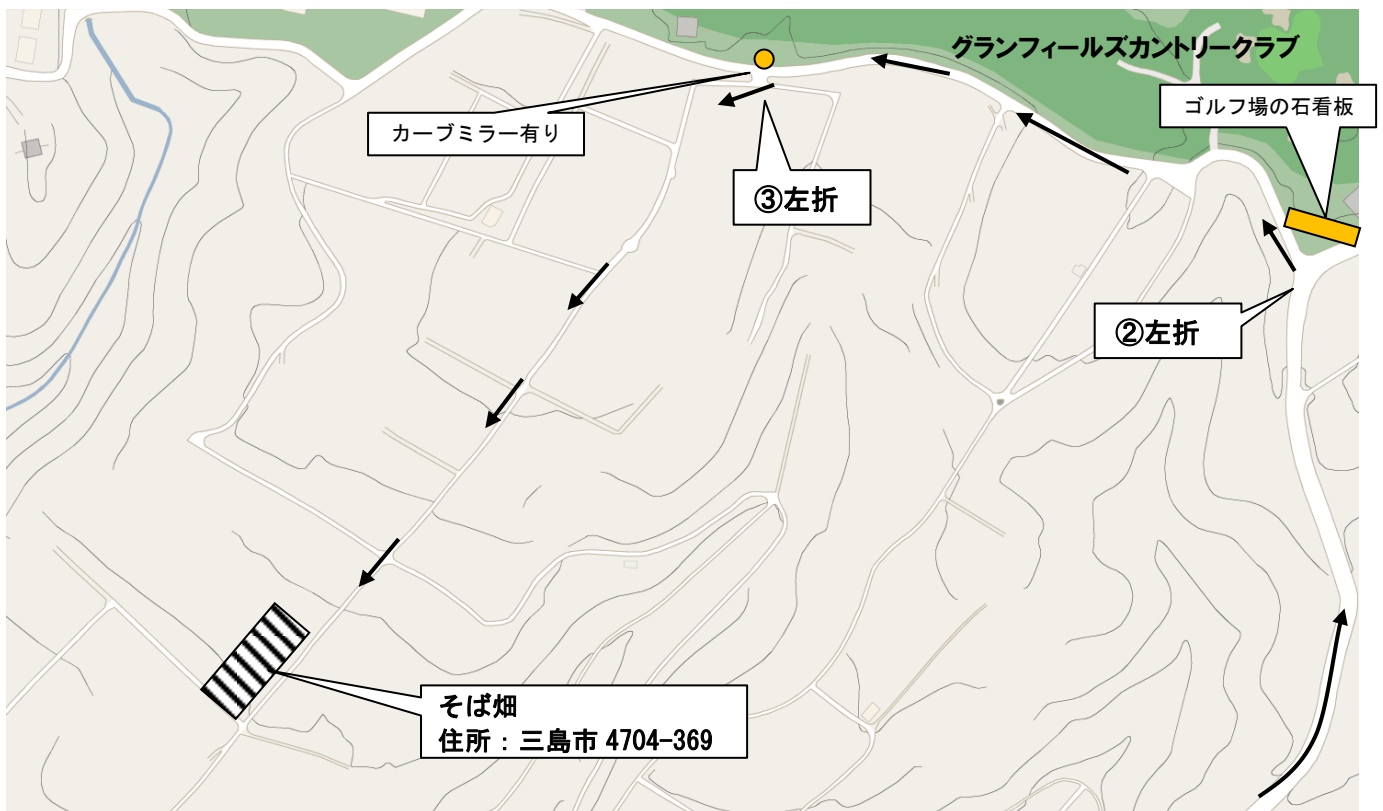 グランフィールズカントリークラブ
ゴルフ場の石看板
カーブミラー有り
③左折
②左折
そば畑
住所：三島市 4704-369